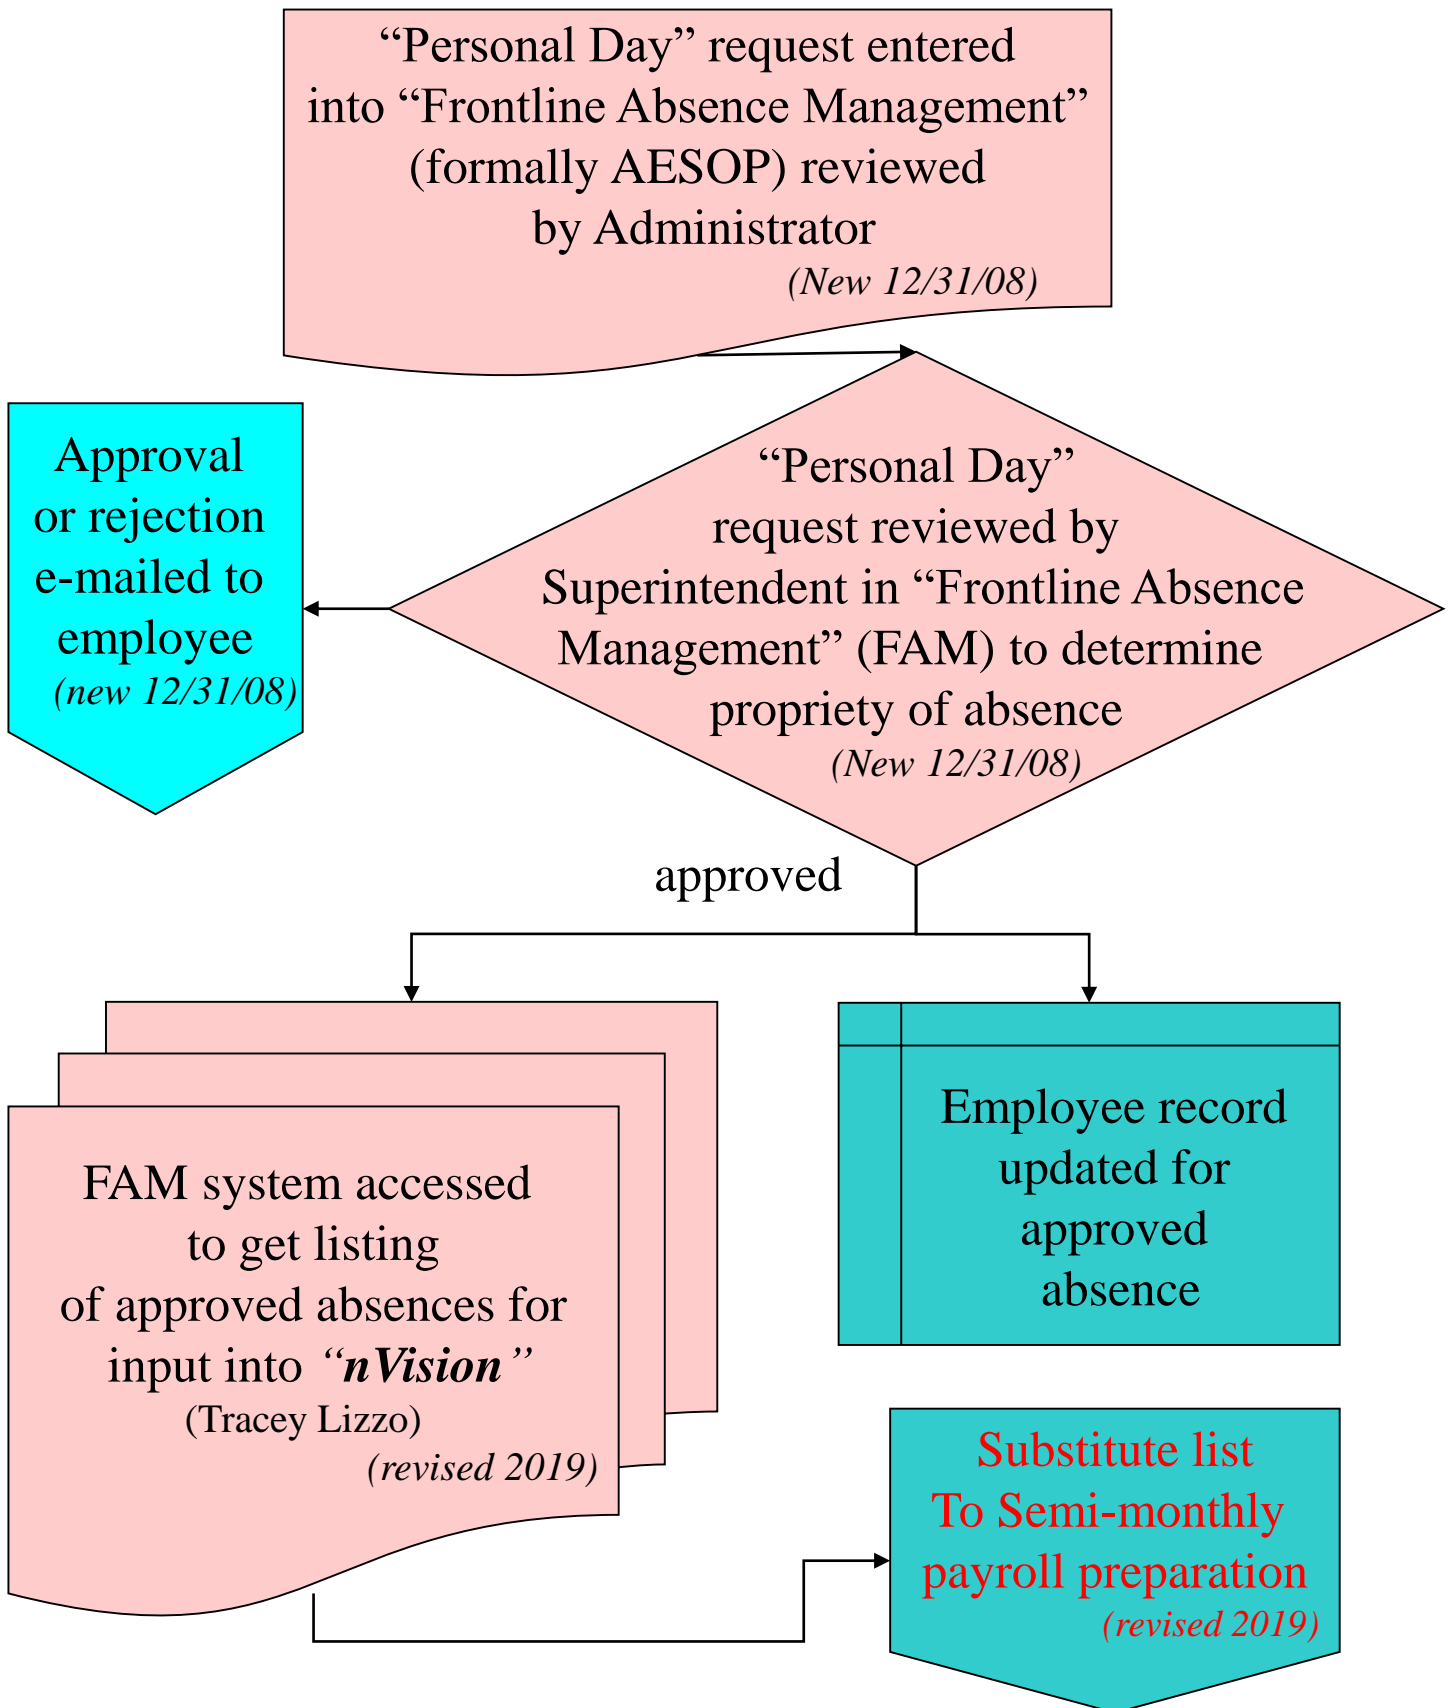 “Personal Day” request entered
into “Frontline Absence Management”
(formally AESOP) reviewed
by Administrator
(New 12/31/08)
Approval
or rejection
e-mailed to
employee
(new 12/31/08)
“Personal Day”
request reviewed by
Superintendent in “Frontline Absence
Management” (FAM) to determine
propriety of absence
(New 12/31/08)
approved
FAM system accessed
to get listing
of approved absences for
input into “nVision”
(Tracey Lizzo)
(revised 2019)
Employee record
updated for
approved
absence
Substitute list
To Semi-monthly
payroll preparation
(revised 2019)